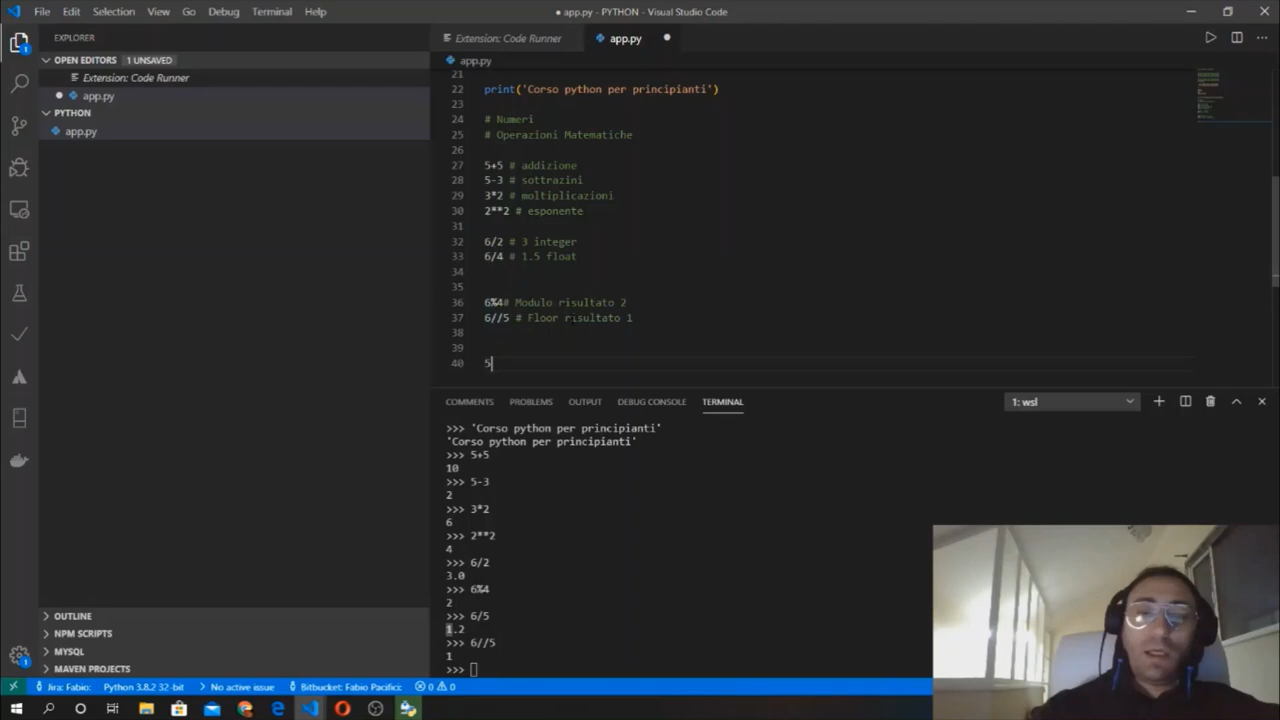 File Edit Selection View Go Debug Terminal Help
● app.py - PYTHON - Visual Studio Code
EXPLORER
OPEN EDITORS 1 UNSAVED
Extension: Code Runner
app.py
PYTHON
app.py
OUTLINE
NPM SCRIPTS
MYSQL
MAVEN PROJECTS
Extension: Code Runner app.py
app.py
21
22 print('Corso python per principianti')
23
24 # Numeri
25 # Operazioni Matematiche
26
27 5+5 # addizione
28 5-3 # sottrazini
29 3*2 # moltiplicazioni
30 2**2 # esponente
31
32 6/2 # 3 integer
33 6/4 # 1.5 float
34
35
36 6%4# Modulo risultato 2
37 6//5 # Floor risultato 1
38
39
40 5
COMMENTS PROBLEMS OUTPUT DEBUG CONSOLE TERMINAL 1: wsl
>>> 'Corso python per principianti'
'Corso python per principianti'
>>> 5+5
10
>>> 5-3
2
>>> 3*2
6
>>> 2**2
4
>>> 6/2
3.0
>>> 6%4
2
>>> 6/5
1.2
>>> 6//5
1
>>>
Jira: Fabio: Python 3.8.2 32-bit No active issue Bitbucket: Fabio Pacifici: 0 0